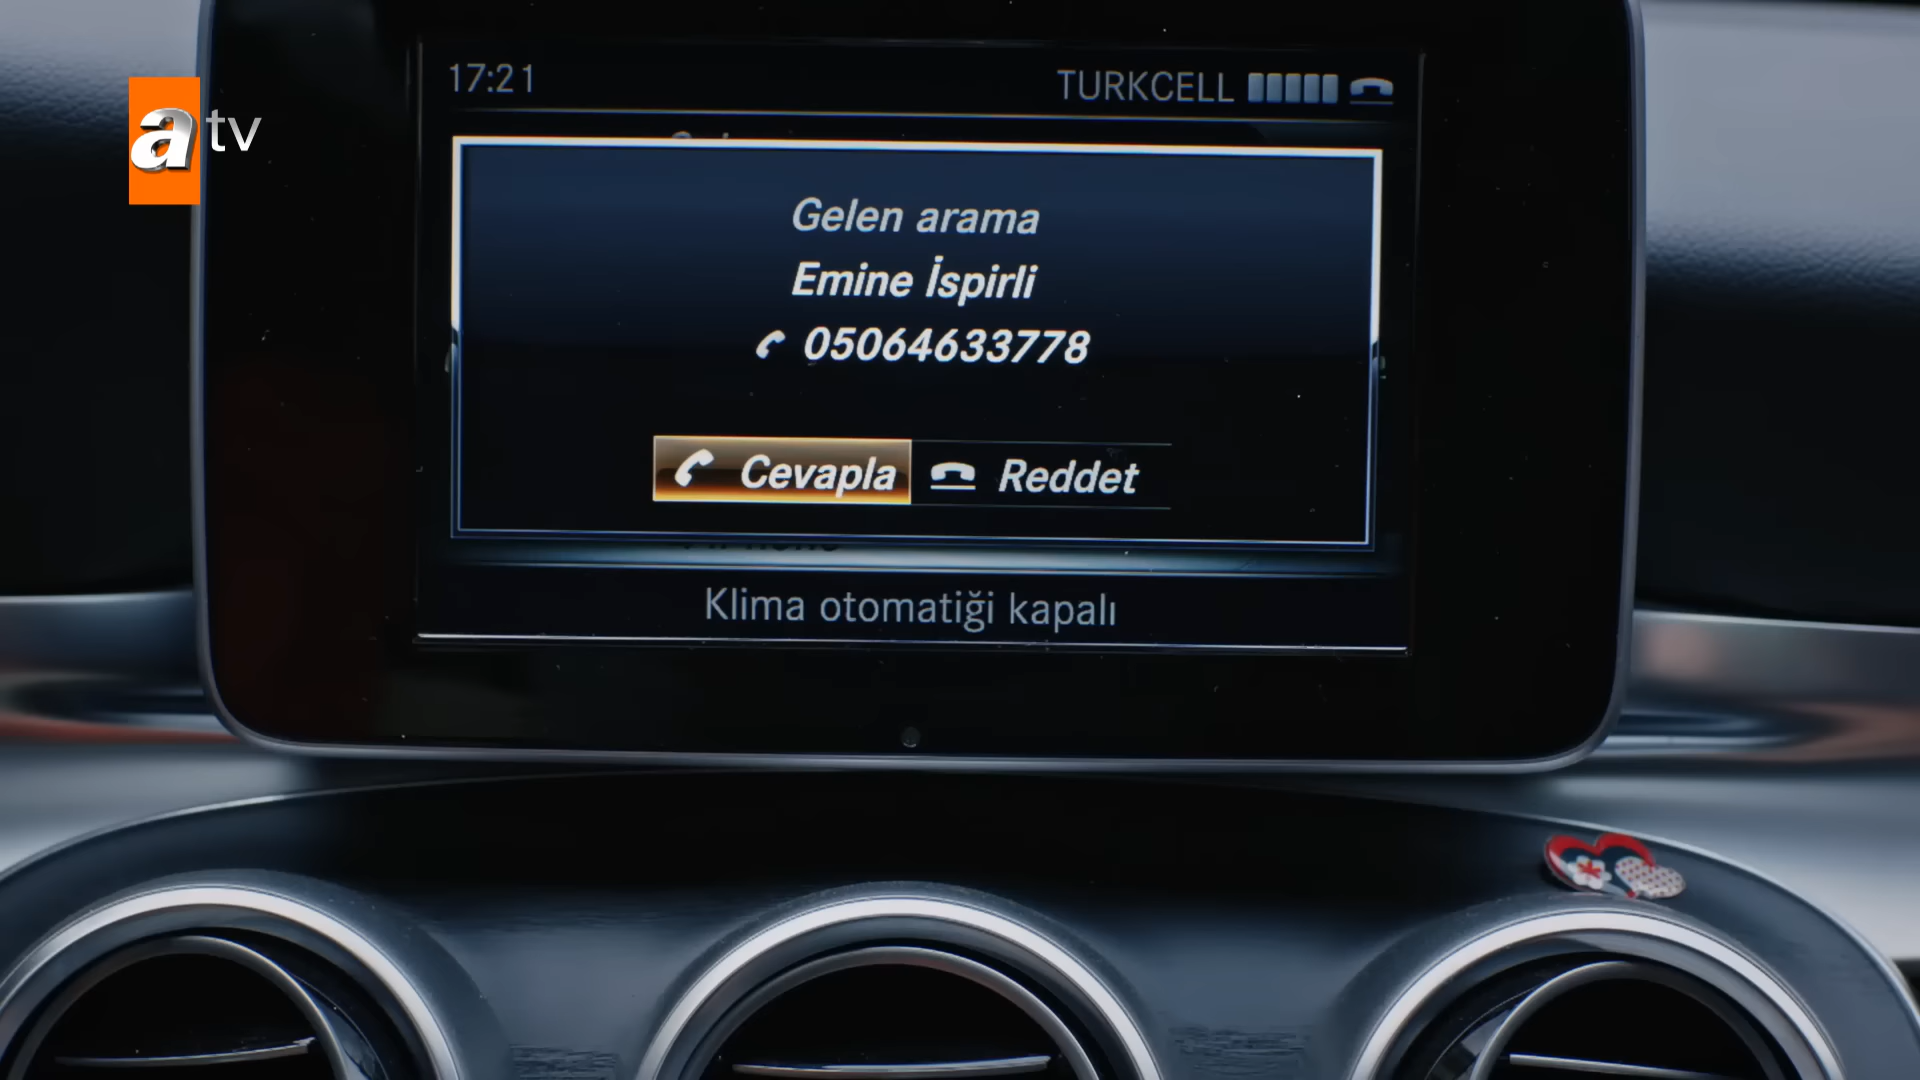 17:21
TURKCELL
atv
Gelen arama
Emine İspirli
05064633778
Cevapla
Reddet
Klima otomatiği kapalı